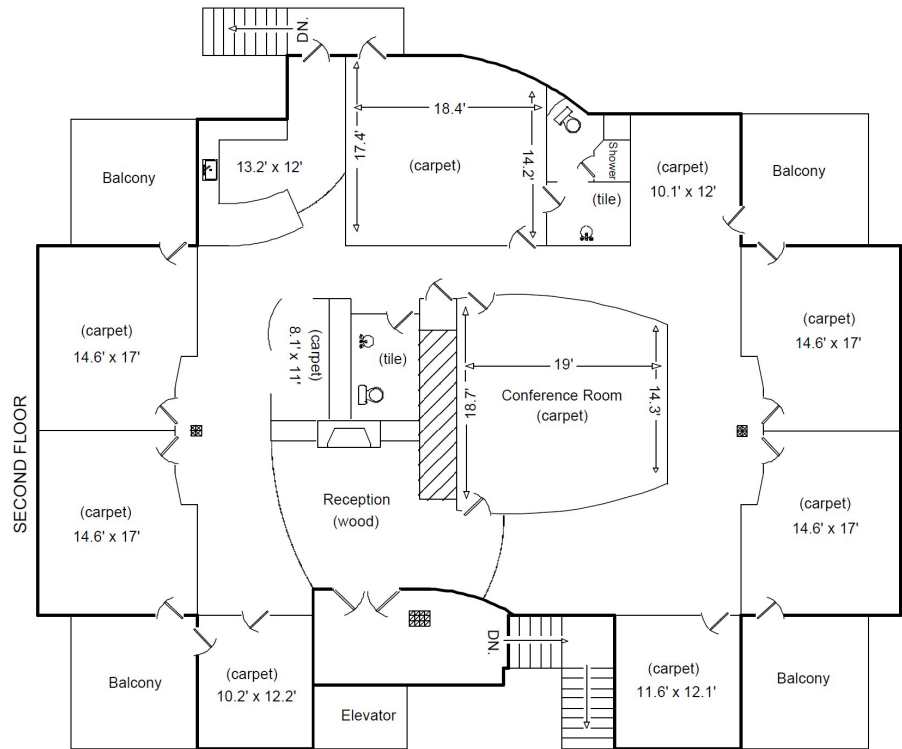 DN.
18.4'
17.4'
14.2'
(carpet)
13.2' x 12'
Shower
(tile)
(carpet)
10.1' x 12'
Balcony
Balcony
(carpet)
14.6' x 17'
(carpet)
8.1' x 11'
(tile)
19'
18.7'
14.3'
Conference Room
(carpet)
(carpet)
14.6' x 17'
SECOND FLOOR
(carpet)
14.6' x 17'
Reception
(wood)
(carpet)
14.6' x 17'
DN.
Balcony
(carpet)
10.2' x 12.2'
Elevator
(carpet)
11.6' x 12.1'
Balcony